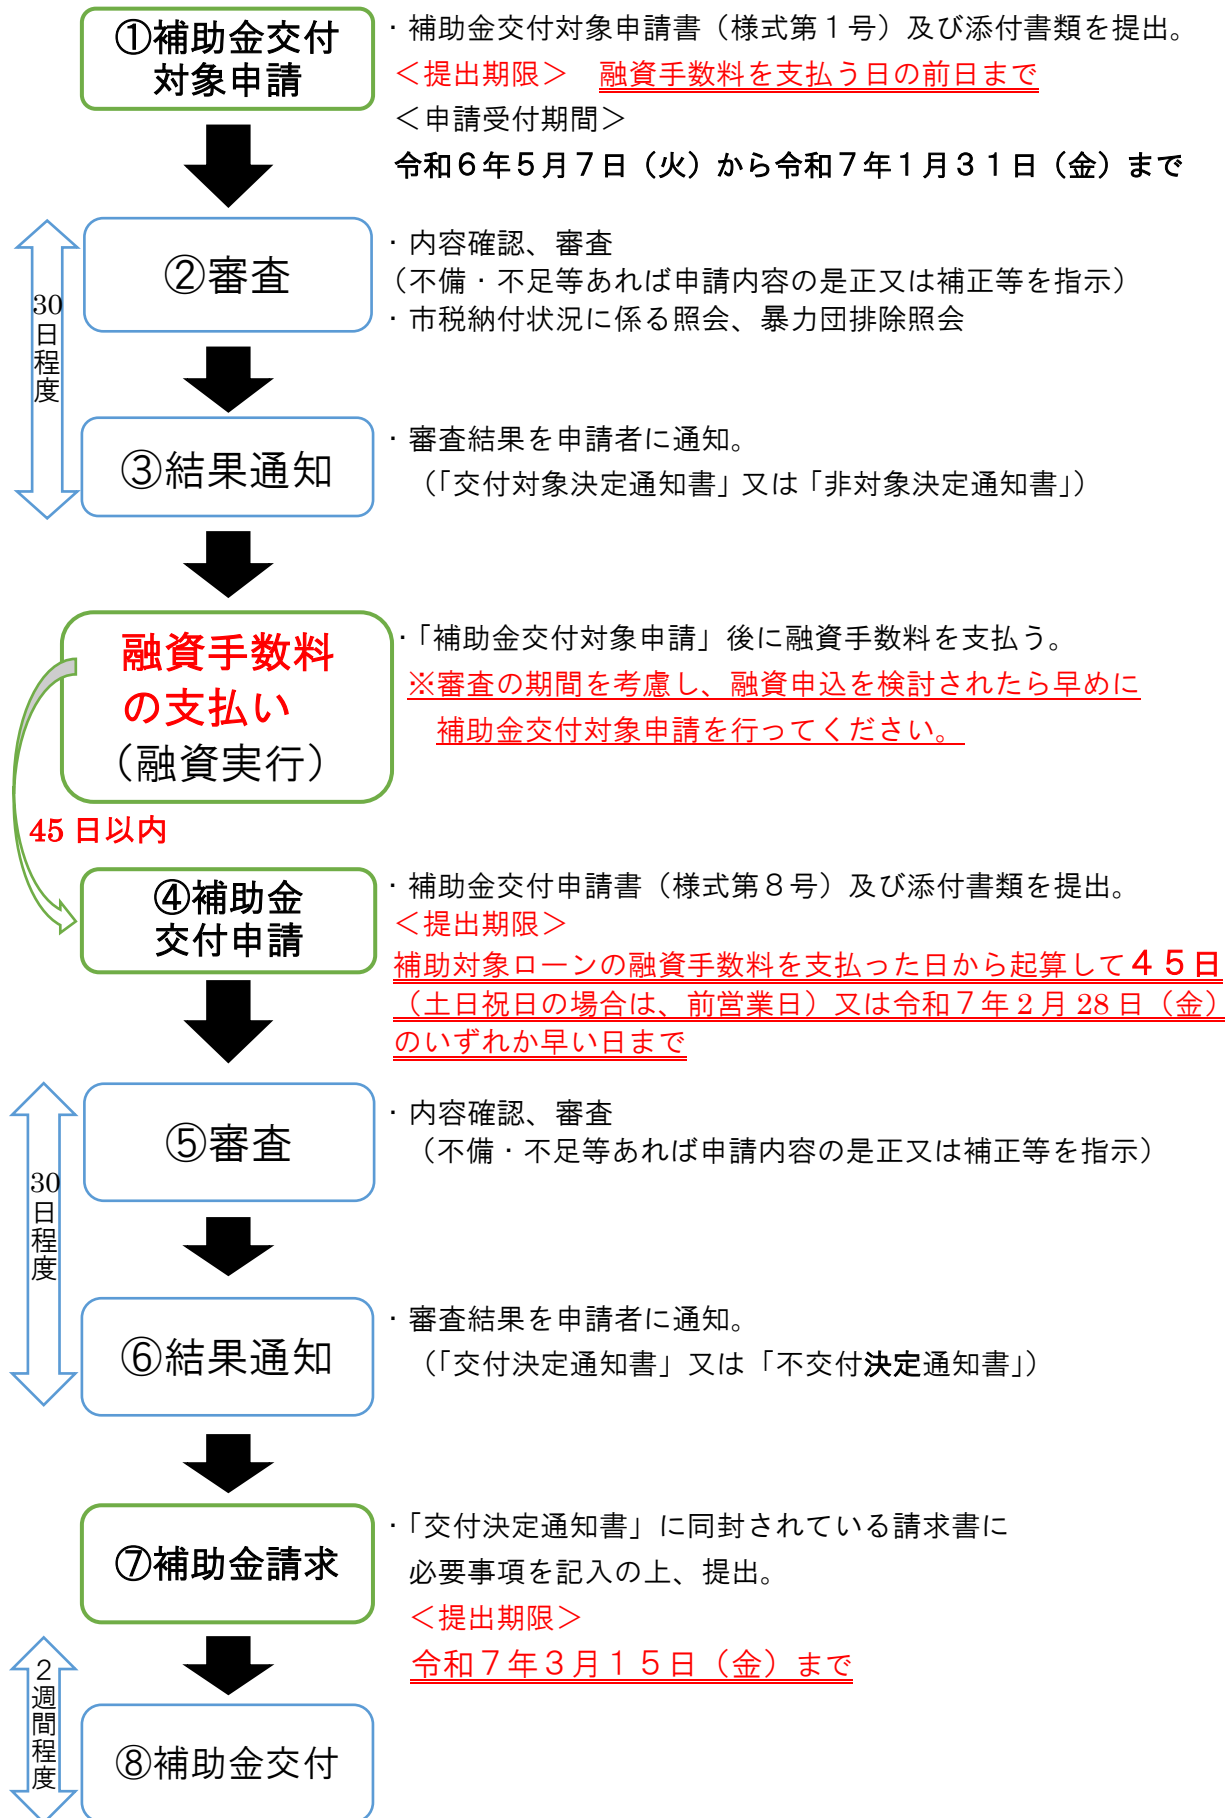 ①補助金交付
対象申請
・補助金交付対象申請書（様式第１号）及び添付書類を提出。
＜提出期限＞　融資手数料を支払う日の前日まで
＜申請受付期間＞
令和６年５月７日（火）から令和７年１月３１日（金）まで
30日程度
②審査
・内容確認、審査
（不備・不足等あれば申請内容の是正又は補正等を指示）
・市税納付状況に係る照会、暴力団排除照会
③結果通知
・審査結果を申請者に通知。
（「交付対象決定通知書」又は「非対象決定通知書」）
融資手数料
の支払い
（融資実行）
・「補助金交付対象申請」後に融資手数料を支払う。
※審査の期間を考慮し、融資申込を検討されたら早めに
補助金交付対象申請を行ってください。
45日以内
④補助金
交付申請
・補助金交付申請書（様式第８号）及び添付書類を提出。
＜提出期限＞
補助対象ローンの融資手数料を支払った日から起算して４５日
（土日祝日の場合は、前営業日）又は令和７年2月28日（金）
のいずれか早い日まで
30日程度
⑤審査
・内容確認、審査
（不備・不足等あれば申請内容の是正又は補正等を指示）
⑥結果通知
・審査結果を申請者に通知。
（「交付決定通知書」又は「不交付決定通知書」）
⑦補助金請求
・「交付決定通知書」に同封されている請求書に
必要事項を記入の上、提出。
＜提出期限＞
令和７年３月１５日（金）まで
２週間程度
⑧補助金交付